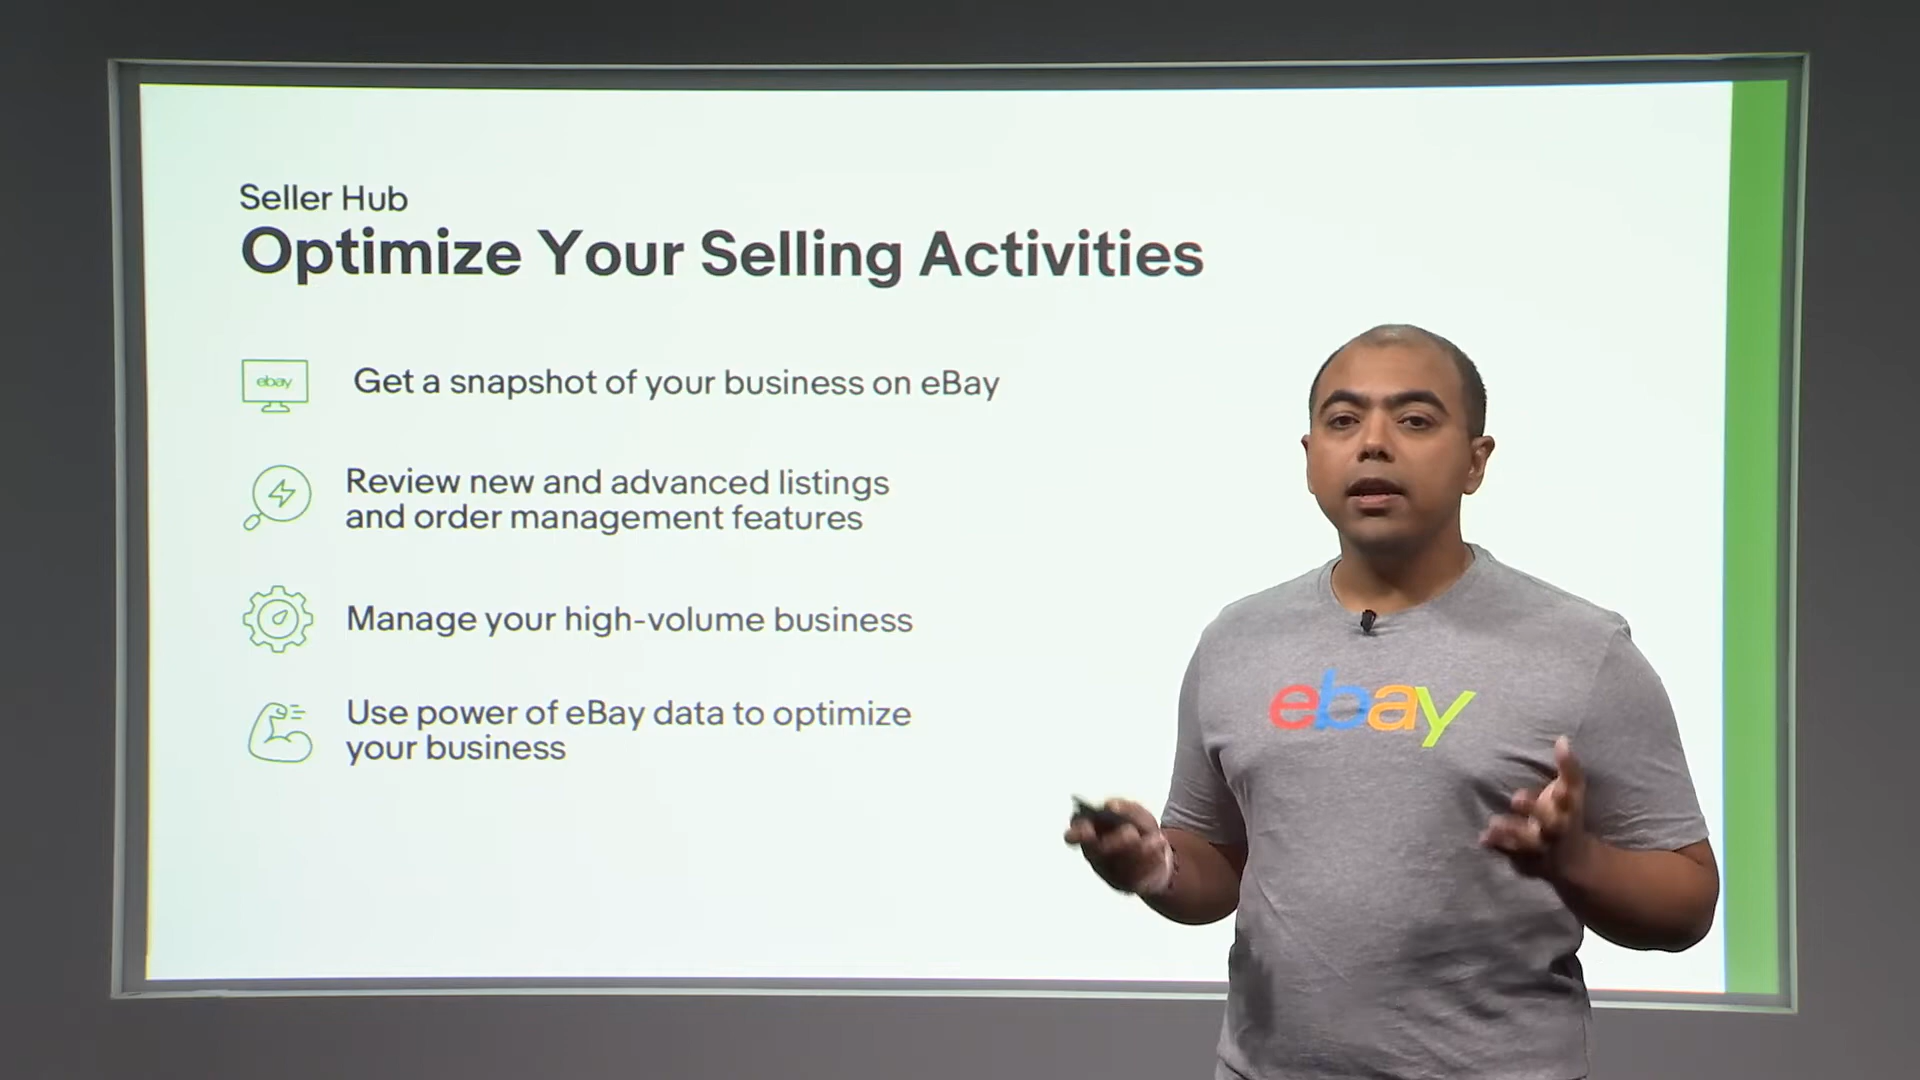 Seller Hub
Optimize Your Selling Activities
ebay
Get a snapshot of your business on eBay
Review new and advanced listings
and order management features
Manage your high-volume business
Use power of eBay data to optimize
your business
ebay